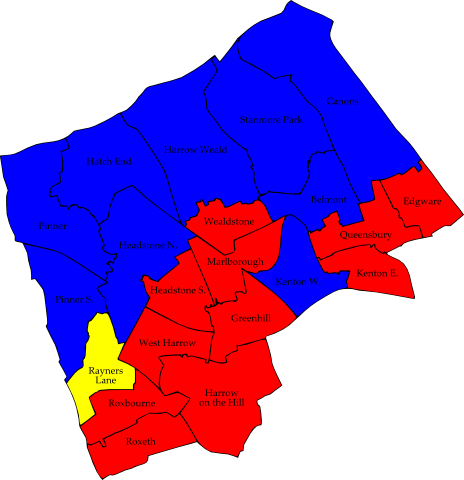 Canons
Stanmore Park
Harrow Weald
Hatch End
Belmont
Edgware
Wealdstone
Pinner
Queensbury
Headstone N.
Marlborough
Kenton E.
Kenton W.
Headstone S.
Pinner S.
Greenhill
West Harrow
Rayners
Lane
Harrow
on the Hill
Roxbourne
Roxeth